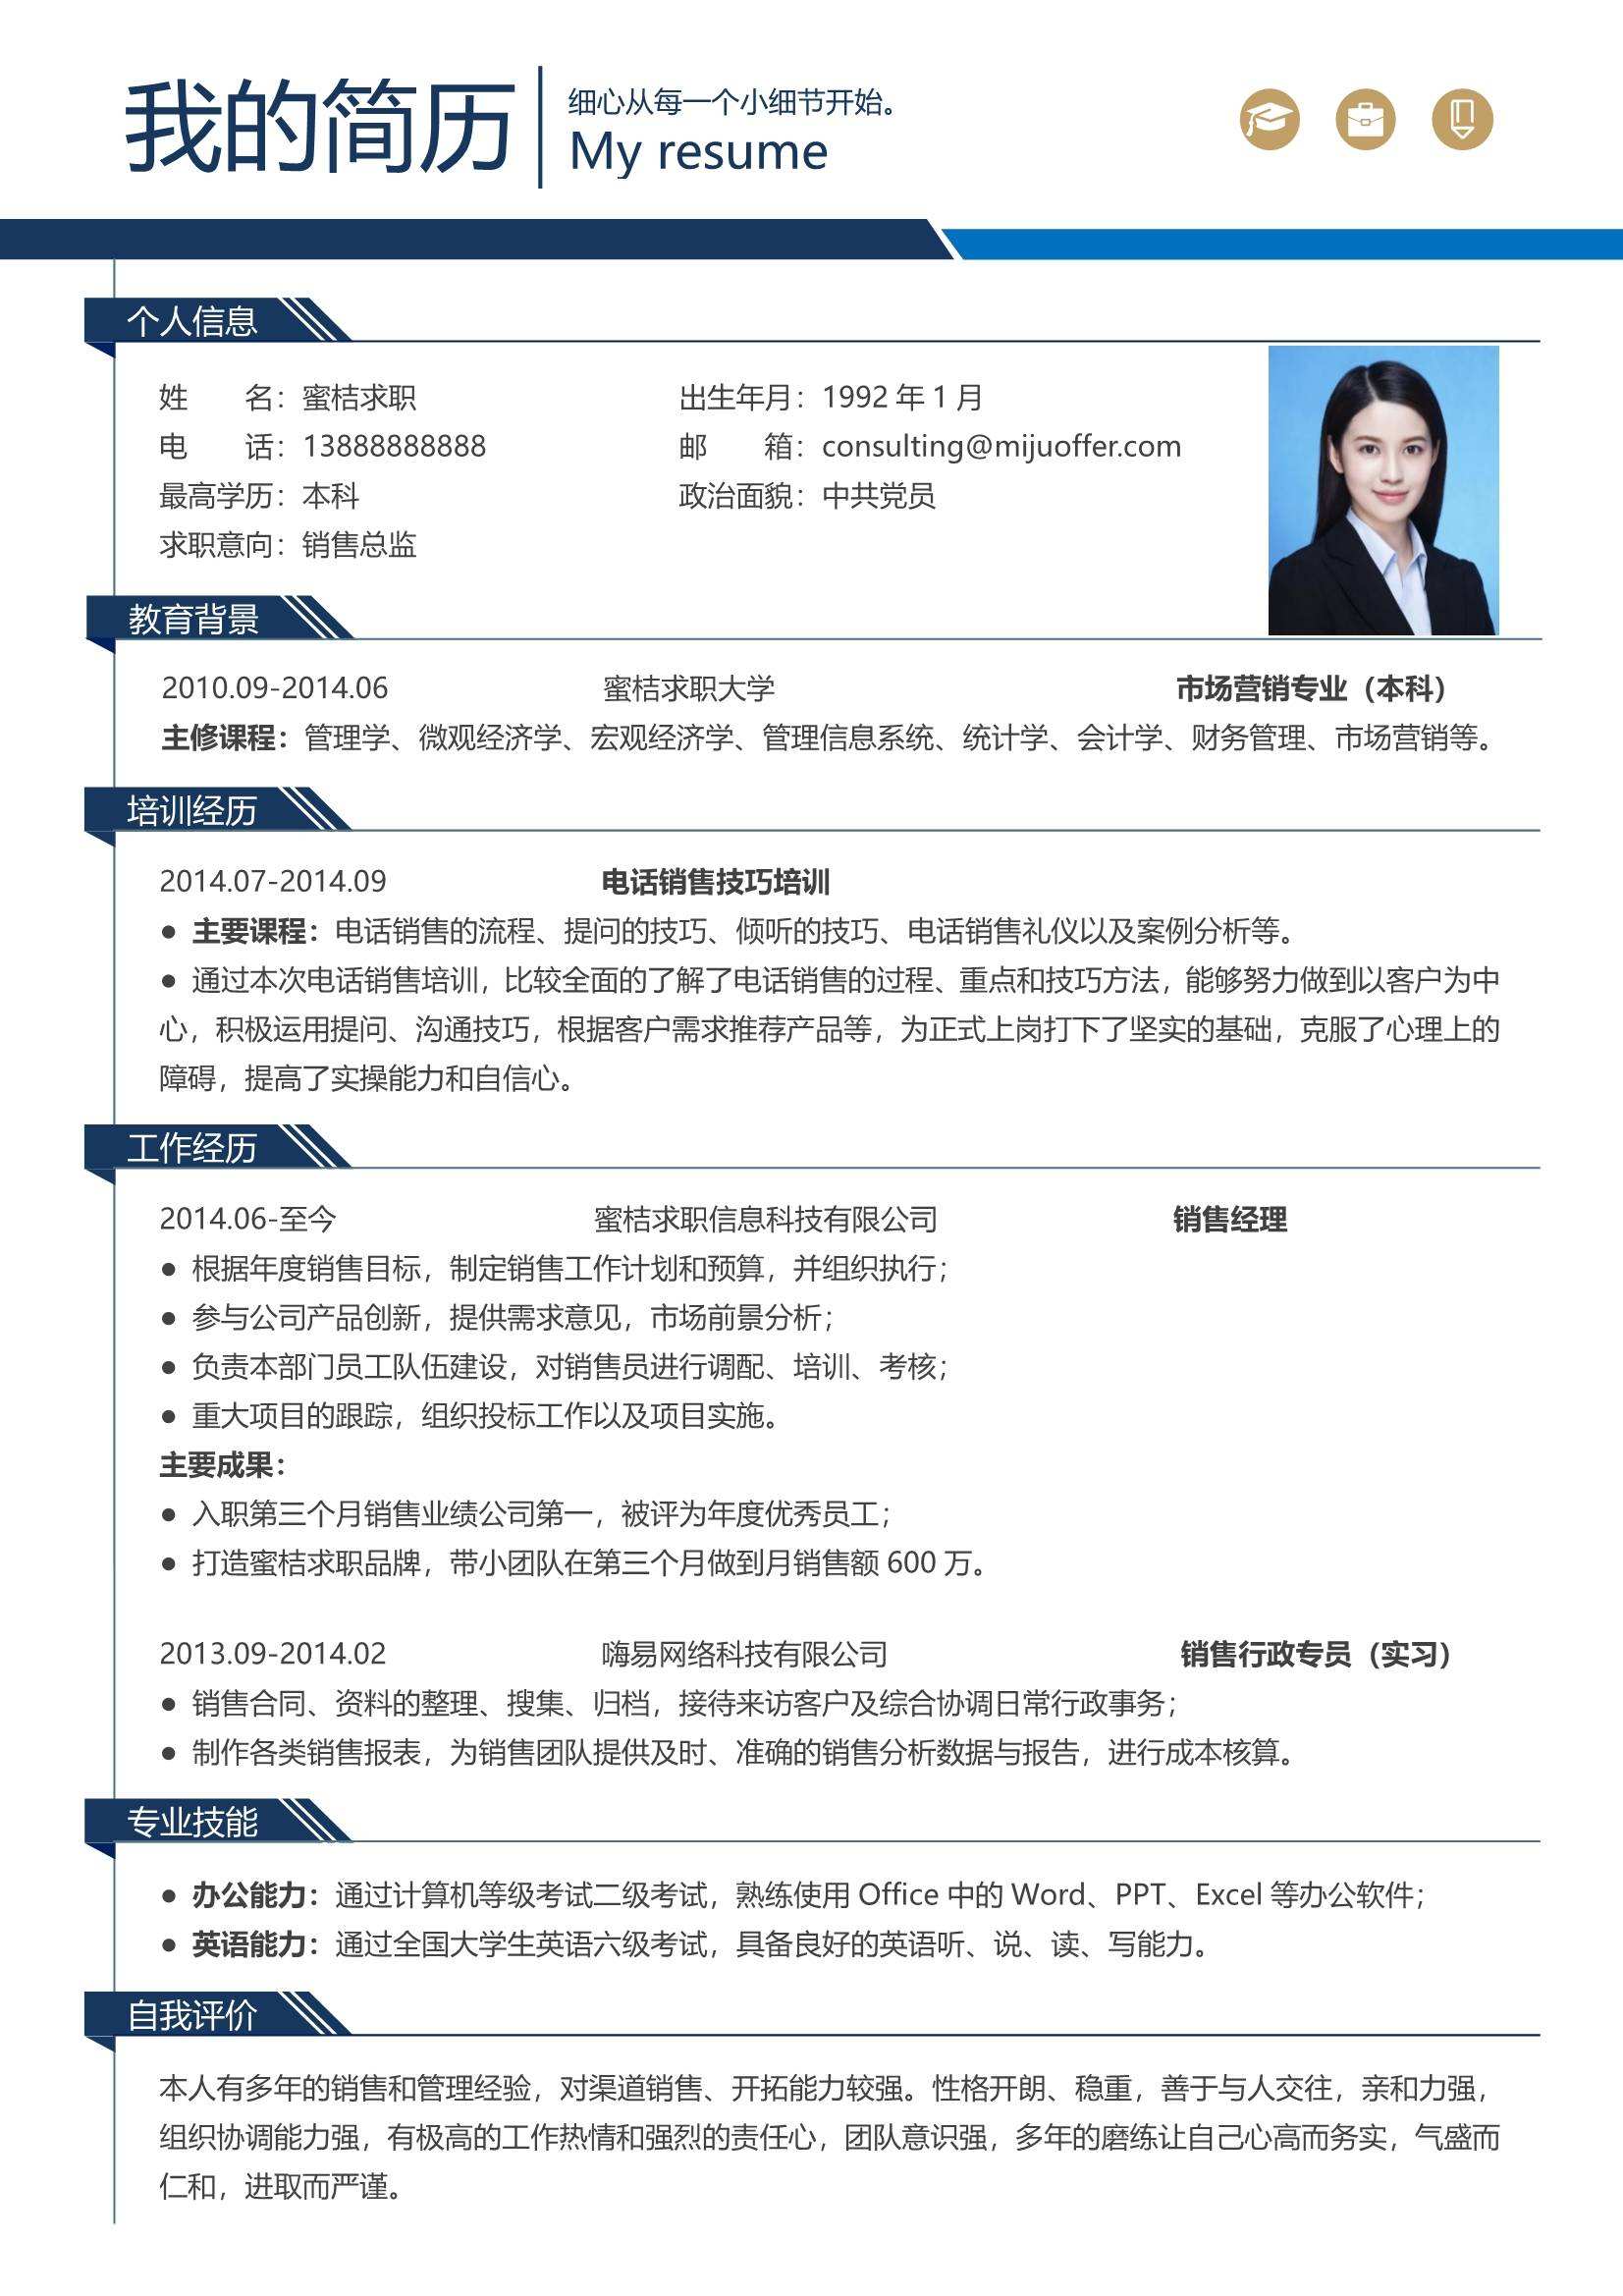 我的简历
细心从每一个小细节开始。
My resume
个人信息
姓 名：蜜桔求职 出生年月：1992 年 1 月
电 话：13888888888 邮 箱：consulting@mijuoffer.com
最高学历：本科 政治面貌：中共党员
求职意向：销售总监
教育背景
2010.09-2014.06 蜜桔求职大学 市场营销专业（本科）
主修课程：管理学、微观经济学、宏观经济学、管理信息系统、统计学、会计学、财务管理、市场营销等。
培训经历
2014.07-2014.09 电话销售技巧培训
● 主要课程：电话销售的流程、提问的技巧、倾听的技巧、电话销售礼仪以及案例分析等。
● 通过本次电话销售培训，比较全面的了解了电话销售的过程、重点和技巧方法，能够努力做到以客户为中
心，积极运用提问、沟通技巧，根据客户需求推荐产品等，为正式上岗打下了坚实的基础，克服了心理上的
障碍，提高了实操能力和自信心。
工作经历
2014.06-至今 蜜桔求职信息科技有限公司 销售经理
● 根据年度销售目标，制定销售工作计划和预算，并组织执行；
● 参与公司产品创新，提供需求意见，市场前景分析；
● 负责本部门员工队伍建设，对销售员进行调配、培训、考核；
● 重大项目的跟踪，组织投标工作以及项目实施。
主要成果：
● 入职第三个月销售业绩公司第一，被评为年度优秀员工；
● 打造蜜桔求职品牌，带小团队在第三个月做到月销售额 600 万。
2013.09-2014.02 嗨易网络科技有限公司 销售行政专员（实习）
● 销售合同、资料的整理、搜集、归档，接待来访客户及综合协调日常行政事务；
● 制作各类销售报表，为销售团队提供及时、准确的销售分析数据与报告，进行成本核算。
专业技能
● 办公能力：通过计算机等级考试二级考试，熟练使用 Office 中的 Word、PPT、Excel 等办公软件；
● 英语能力：通过全国大学生英语六级考试，具备良好的英语听、说、读、写能力。
自我评价
本人有多年的销售和管理经验，对渠道销售、开拓能力较强。性格开朗、稳重，善于与人交往，亲和力强，
组织协调能力强，有极高的工作热情和强烈的责任心，团队意识强，多年的磨练让自己心高而务实，气盛而
仁和，进取而严谨。